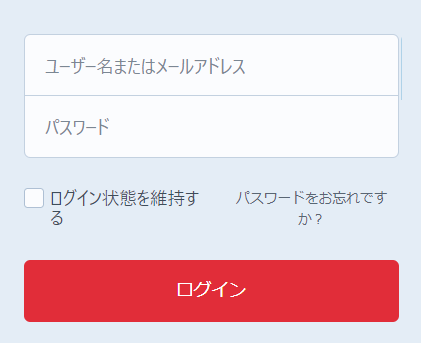 ユーザー名またはメールアドレス
パスワード
ログイン状態を維持す
る
パスワードをお忘れです
か ?
ログイン